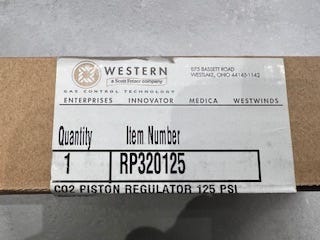 WESTERN
a Scott Fetzer company
875 BASSETT ROAD
WESTLAKE, OHIO 44145-1142
GAS CONTROL TECHNOLOGY
ENTERPRISES INNOVATOR MEDICA WESTWINDS
Quantity Item Number
1 RP320125
CO2 PISTON REGULATOR 125 PSI